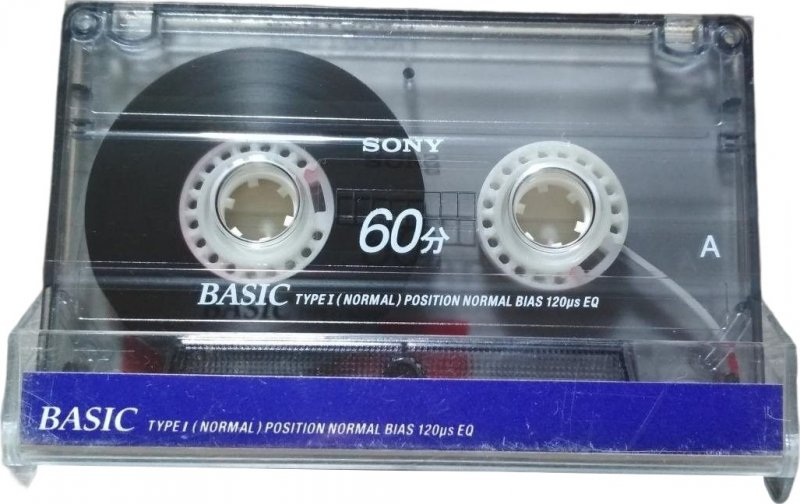 SONY
60分
A
BASIC TYPE I (NORMAL) POSITION NORMAL BIAS 120μs EQ
BASIC TYPE I (NORMAL) POSITION NORMAL BIAS 120μs EQ